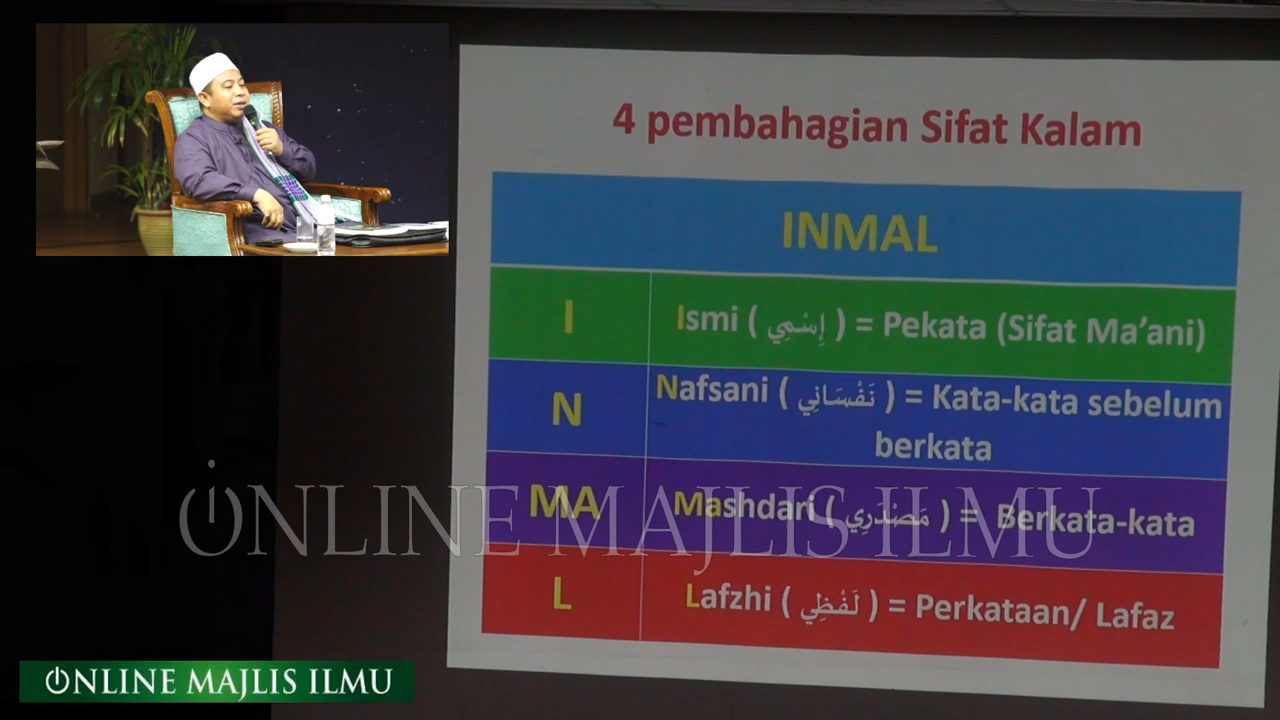 4 pembahagian Sifat Kalam
INMAL
I
Ismi ( إِسْمِي ) = Pekata (Sifat Ma’ani)
N
Nafsani ( نَفْسَانِي ) = Kata-kata sebelum
berkata
MA
Mashdari ( مَصْدَرِي ) = Berkata-kata
L
Lafzhi ( لَفْظِي ) = Perkataan/ Lafaz
ONLINE MAJLIS ILMU
ONLINE MAJLIS ILMU